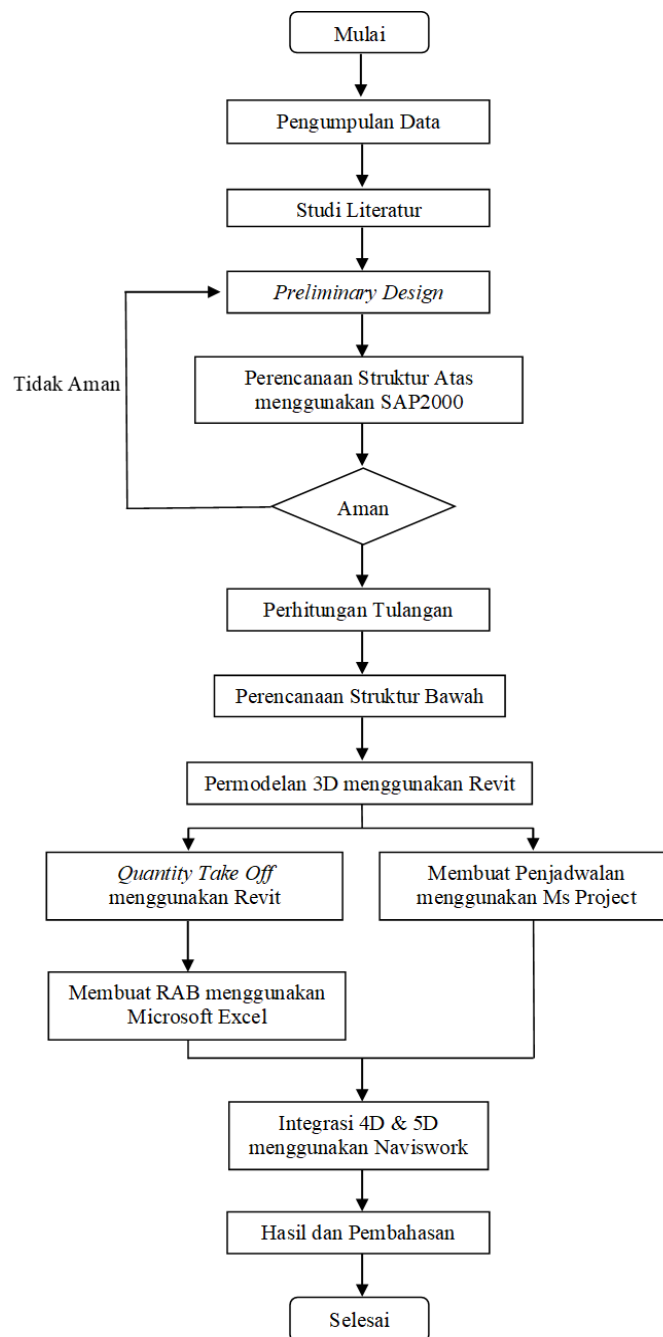 Mulai
Pengumpulan Data
Studi Literatur
Preliminary Design
Tidak Aman
Perencanaan Struktur Atas
menggunakan SAP2000
Aman
Perhitungan Tulangan
Perencanaan Struktur Bawah
Permodelan 3D menggunakan Revit
Quantity Take Off
menggunakan Revit
Membuat Penjadwalan
menggunakan Ms Project
Membuat RAB menggunakan
Microsoft Excel
Integrasi 4D & 5D
menggunakan Naviswork
Hasil dan Pembahasan
Selesai